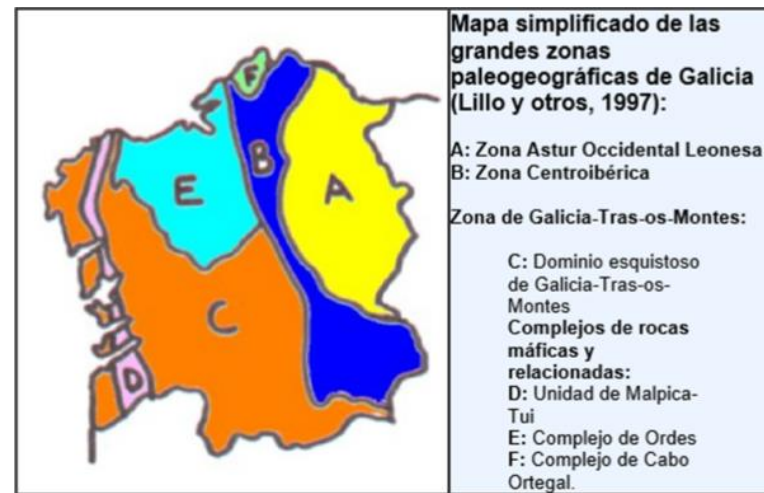 Mapa simplificado de las
grandes zonas
paleogeográficas de Galicia
(Lillo y otros, 1997):
A: Zona Astur Occidental Leonesa
B: Zona Centroibérica
Zona de Galicia-Tras-os-Montes:
C: Dominio esquistoso
de Galicia-Tras-os-
Montes
Complejos de rocas
máficas y
relacionadas:
D: Unidad de Malpica-
Tui
E: Complejo de Ordes
F: Complejo de Cabo
Ortegal.
F
B
E
A
C
D